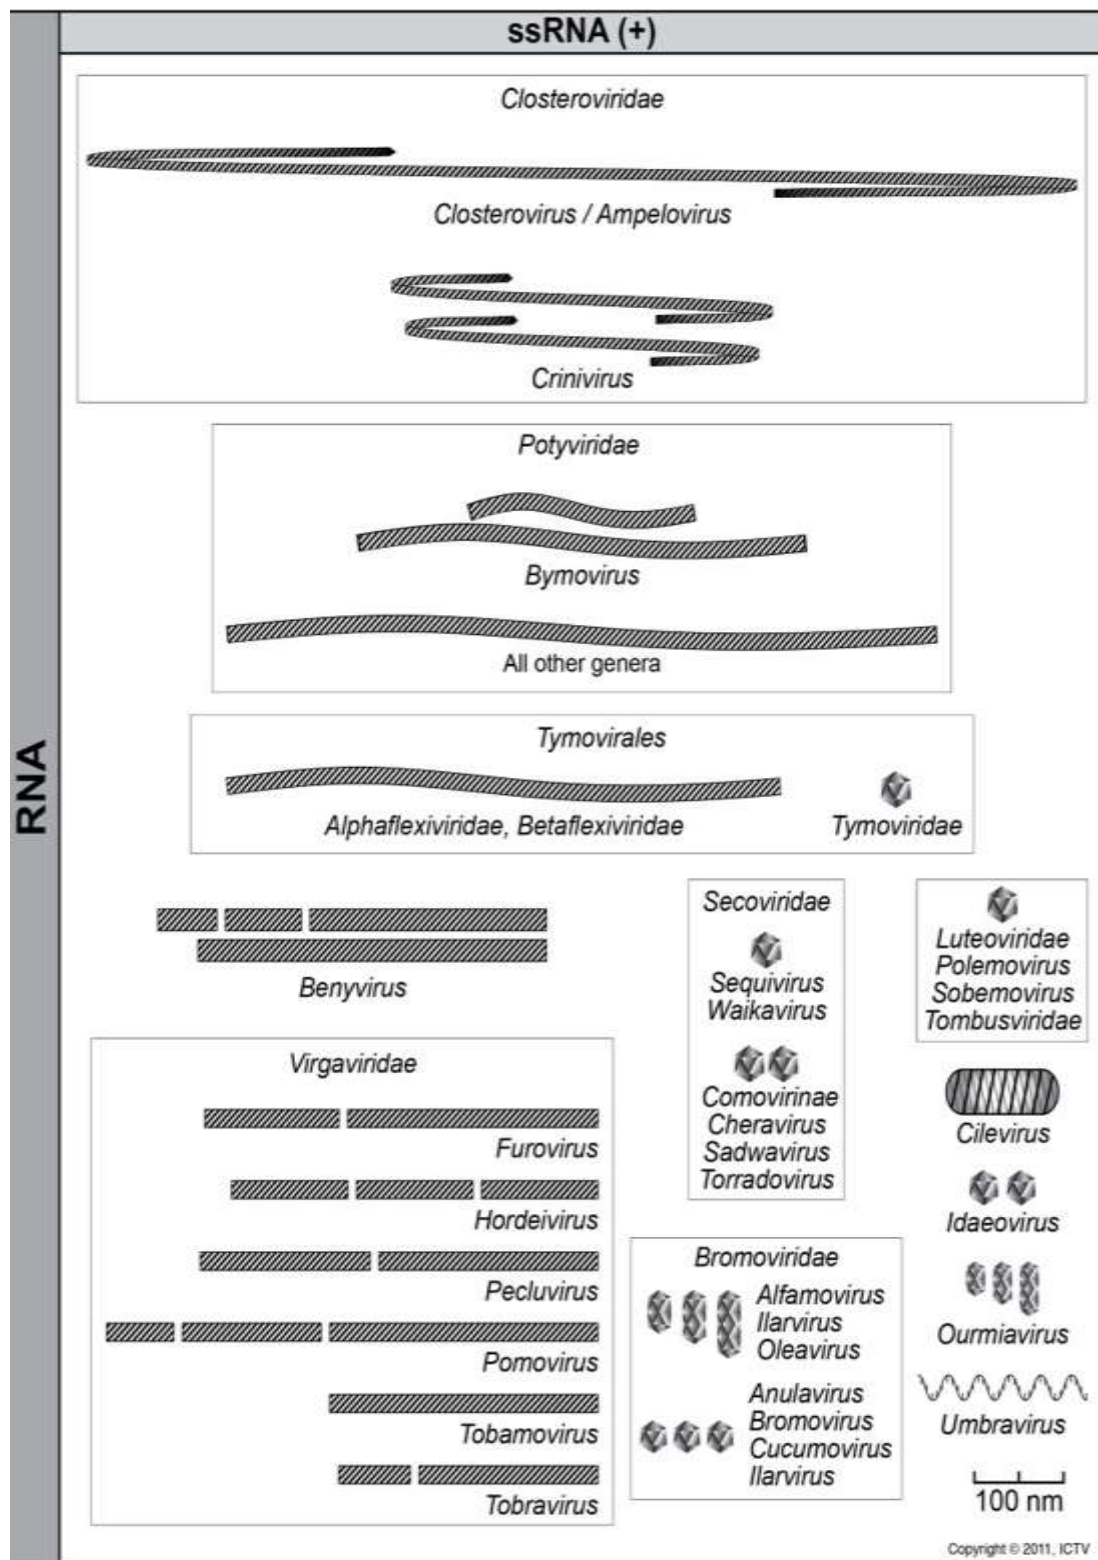 ssRNA (+)
RNA
Closteroviridae
Closterovirus / Ampelovirus
Crinivirus
Potyviridae
Bymovirus
All other genera
Tymovirales
Alphaflexiviridae, Betaflexiviridae
Tymoviridae
Benyvirus
Secoviridae
Sequivirus
Waikavirus
Comovirinae
Cheravirus
Sadwavirus
Torradovirus
Luteoviridae
Polemovirus
Sobemovirus
Tombusviridae
Cilevirus
Idaeovirus
Ourmiavirus
Umbravirus
Virgaviridae
Furovirus
Hordeivirus
Pecluvirus
Pomovirus
Tobamovirus
Tobravirus
Bromoviridae
Alfamovirus
Ilarvirus
Oleavirus
Anulavirus
Bromovirus
Cucumovirus
Ilarvirus
100 nm
Copyright © 2011, ICTV